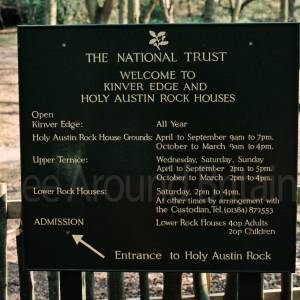 THE NATIONAL TRUST
WELCOME TO
KINVER EDGE AND
HOLY AUSTIN ROCK HOUSES
Open
Kinver Edge: All Year
Holy Austin Rock House Grounds: April to September 9am to 7pm.
October to March 9am to 4pm.
Upper Terrace: Wednesday, Saturday, Sunday
April to September 2pm to 5pm.
October to March 2pm to 4pm.
Lower Rock Houses: Saturday, 2pm to 4pm.
At other times by arrangement with
the Custodian, Tel. (01384) 872553
ADMISSION Lower Rock Houses 40p Adults
20p Children
Entrance to Holy Austin Rock